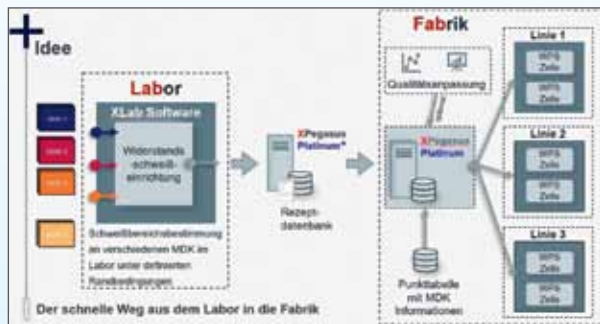 Idee
Labor
XLab Software
Widerstands
-schweiß-
einrichtung
Schweißbereichsbestimmung
an verschiedenen MDK im
Labor unter definierten
Randbedingungen
XPegasus
Platinum+
Rezept-
datenbank
Fabrik
Qualitätsanpassung
XPegasus
Platinum
Punkttabelle
mit MDK
Informationen
Linie 1
WPS
Zelle
WPS
Zelle
Linie 2
WPS
Zelle
WPS
Zelle
Linie 3
WPS
Zelle
WPS
Zelle
Der schnelle Weg aus dem Labor in die Fabrik